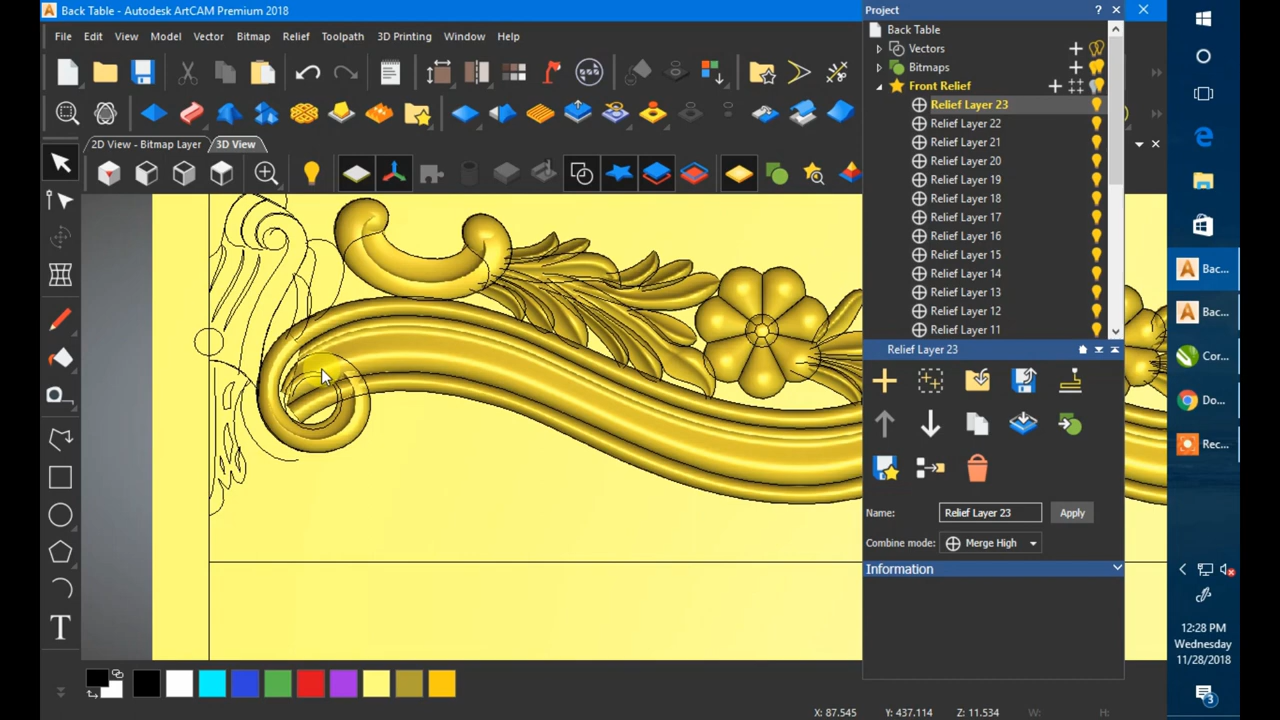 Back Table - Autodesk ArtCAM Premium 2018
Project
?
File Edit View Model Vector Bitmap Relief Toolpath 3D Printing Window Help
Back Table
Vectors
Bitmaps
Front Relief
Relief Layer 23
Relief Layer 22
Relief Layer 21
Relief Layer 20
Relief Layer 19
Relief Layer 18
Relief Layer 17
Relief Layer 16
Relief Layer 15
Relief Layer 14
Relief Layer 13
Relief Layer 12
Relief Layer 11
2D View - Bitmap Layer 3D View
Relief Layer 23
Name: Relief Layer 23 Apply
Combine mode: Merge High
Information
T
X: 87.545 Y: 437.114 Z: 11.534 W: H:
Bac...
Bac...
Cor...
Do...
Rec...
12:28 PM
Wednesday
11/28/2018
3